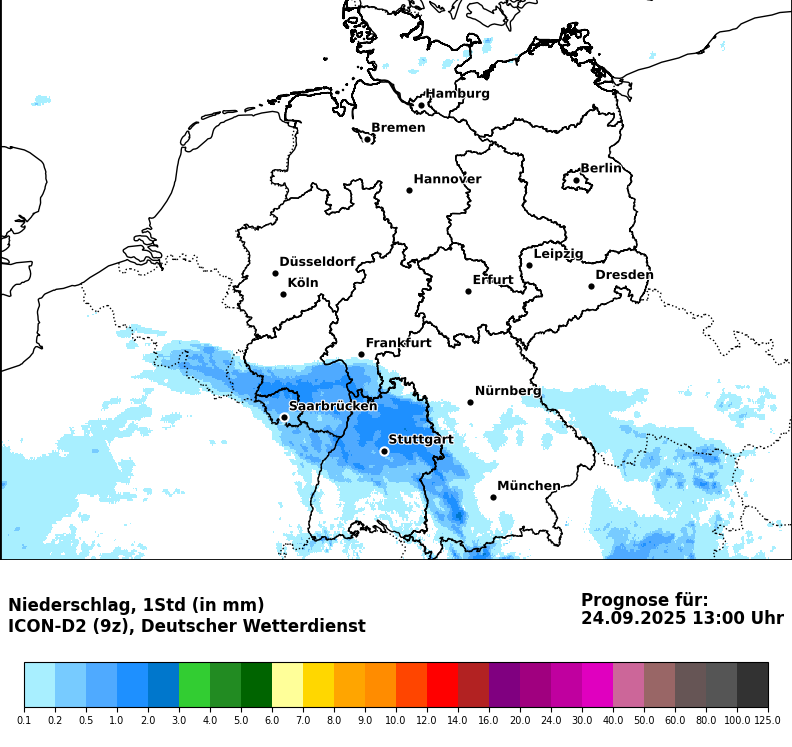 Hamburg
Bremen
Berlin
Hannover
Leipzig
Düsseldorf
Dresden
Köln
Erfurt
Frankfurt
Nürnberg
Saarbrücken
Stuttgart
München
Niederschlag, 1Std (in mm)
ICON-D2 (9z), Deutscher Wetterdienst
Prognose für:
24.09.2025 13:00 Uhr
0.1 0.2 0.5 1.0 2.0 3.0 4.0 5.0 6.0 7.0 8.0 9.0 10.0 12.0 14.0 16.0 20.0 24.0 30.0 40.0 50.0 60.0 80.0 100.0 125.0